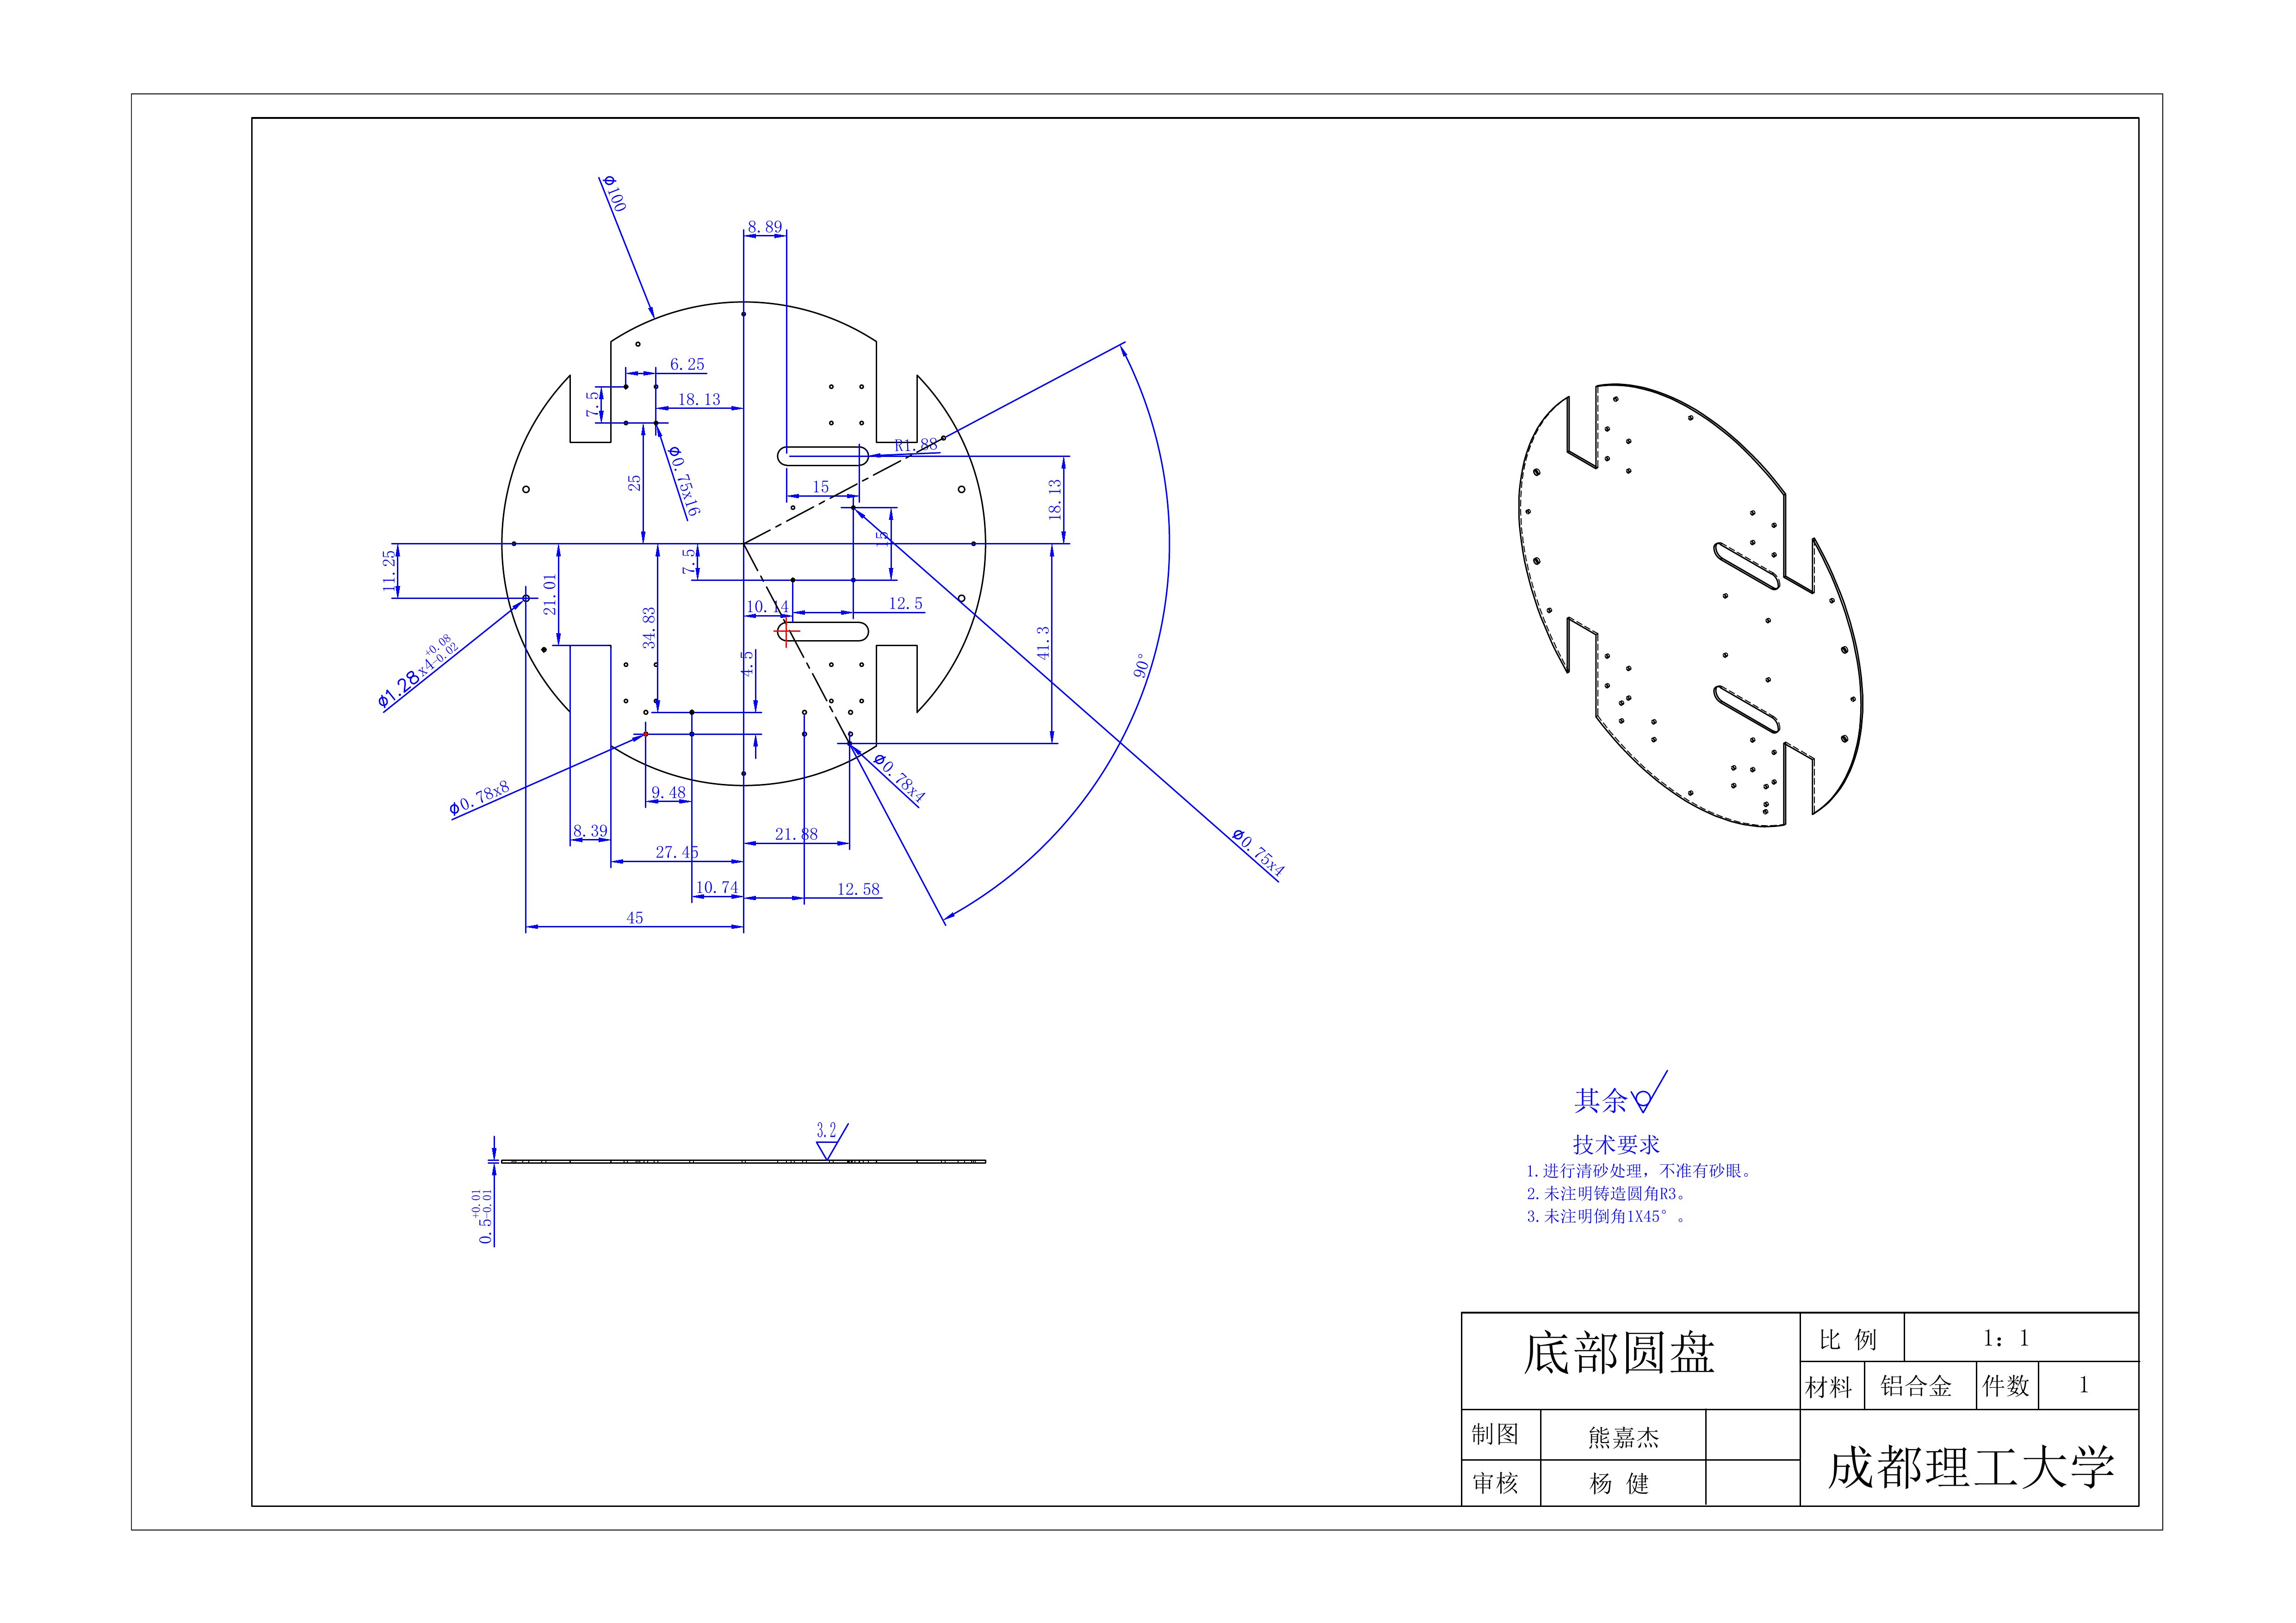 ϕ100
8.89
6.25
7.5
18.13
R1.88
ϕ0.75x16
25
15
18.13
15
7.5
11.25
21.01
34.83
10.14
12.5
41.3
90°
4.5
ϕ1.28x4 +0.08 -0.02
ϕ0.78x8
ϕ0.78x4
9.48
8.39
21.88
27.45
ϕ0.75x4
10.74
12.58
45
3.2
0.5 +0.01 -0.01
其余
技术要求
1.进行清砂处理，不准有砂眼。
2.未注明铸造圆角R3。
3.未注明倒角1X45°。
底部圆盘
比 例
1：1
材料
铝合金
件数
1
制图
熊嘉杰
审核
杨 健
成都理工大学